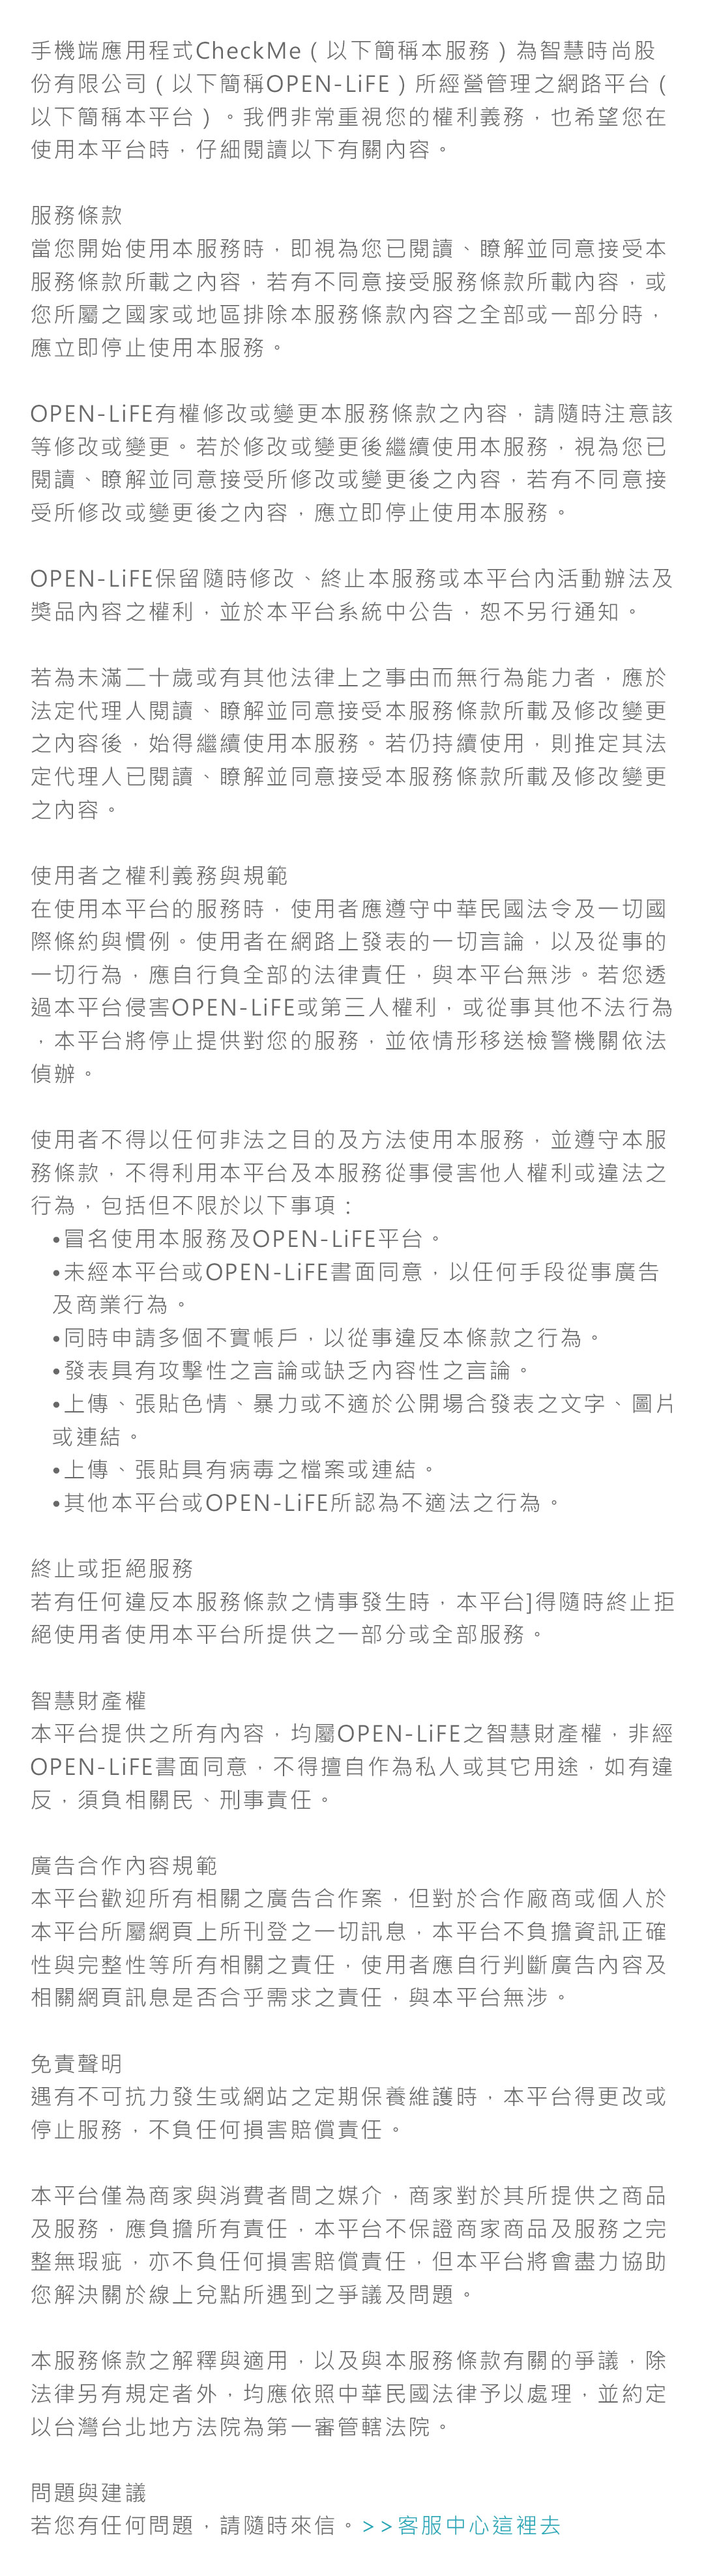 手機端應用程式CheckMe（以下簡稱本服務）為智慧時尚股
份有限公司（以下簡稱OPEN-LiFE）所經營管理之網路平台（
以下簡稱本平台）。我們非常重視您的權利義務，也希望您在
使用本平台時，仔細閱讀以下有關內容。
服務條款
當您開始使用本服務時，即視為您已閱讀、瞭解並同意接受本
服務條款所載之內容，若有不同意接受服務條款所載內容，或
您所屬之國家或地區排除本服務條款內容之全部或一部分時，
應立即停止使用本服務。
OPEN-LiFE有權修改或變更本服務條款之內容，請隨時注意該
等修改或變更。若於修改或變更後繼續使用本服務，視為您已
閱讀、瞭解並同意接受所修改或變更後之內容，若有不同意接
受所修改或變更後之內容，應立即停止使用本服務。
OPEN-LiFE保留隨時修改、終止本服務或本平台內活動辦法及
獎品內容之權利，並於本平台系統中公告，恕不另行通知。
若為未滿二十歲或有其他法律上之事由而無行為能力者，應於
法定代理人閱讀、瞭解並同意接受本服務條款所載及修改變更
之內容後，始得繼續使用本服務。若仍持續使用，則推定其法
定代理人已閱讀、瞭解並同意接受本服務條款所載及修改變更
之內容。
使用者之權利義務與規範
在使用本平台的服務時，使用者應遵守中華民國法令及一切國
際條約與慣例。使用者在網路上發表的一切言論，以及從事的
一切行為，應自行負全部的法律責任，與本平台無涉。若您透
過本平台侵害OPEN-LiFE或第三人權利，或從事其他不法行為
，本平台將停止提供對您的服務，並依情形移送檢警機關依法
偵辦。
使用者不得以任何非法之目的及方法使用本服務，並遵守本服
務條款，不得利用本平台及本服務從事侵害他人權利或違法之
行為，包括但不限於以下事項：
•冒名使用本服務及OPEN-LiFE平台。
•未經本平台或OPEN-LiFE書面同意，以任何手段從事廣告
及商業行為。
•同時申請多個不實帳戶，以從事違反本條款之行為。
•發表具有攻擊性之言論或缺乏內容性之言論。
•上傳、張貼色情、暴力或不適於公開場合發表之文字、圖片
或連結。
•上傳、張貼具有病毒之檔案或連結。
•其他本平台或OPEN-LiFE所認為不適法之行為。
終止或拒絕服務
若有任何違反本服務條款之情事發生時，本平台]得隨時終止拒
絕使用者使用本平台所提供之一部分或全部服務。
智慧財產權
本平台提供之所有內容，均屬OPEN-LiFE之智慧財產權，非經
OPEN-LiFE書面同意，不得擅自作為私人或其它用途，如有違
反，須負相關民、刑事責任。
廣告合作內容規範
本平台歡迎所有相關之廣告合作案，但對於合作廠商或個人於
本平台所屬網頁上所刊登之一切訊息，本平台不負擔資訊正確
性與完整性等所有相關之責任，使用者應自行判斷廣告內容及
相關網頁訊息是否合乎需求之責任，與本平台無涉。
免責聲明
遇有不可抗力發生或網站之定期保養維護時，本平台得更改或
停止服務，不負任何損害賠償責任。
本平台僅為商家與消費者間之媒介，商家對於其所提供之商品
及服務，應負擔所有責任，本平台不保證商家商品及服務之完
整無瑕疵，亦不負任何損害賠償責任，但本平台將會盡力協助
您解決關於線上兌點所遇到之爭議及問題。
本服務條款之解釋與適用，以及與本服務條款有關的爭議，除
法律另有規定者外，均應依照中華民國法律予以處理，並約定
以台灣台北地方法院為第一審管轄法院。
問題與建議
若您有任何問題，請隨時來信。>>客服中心這裡去